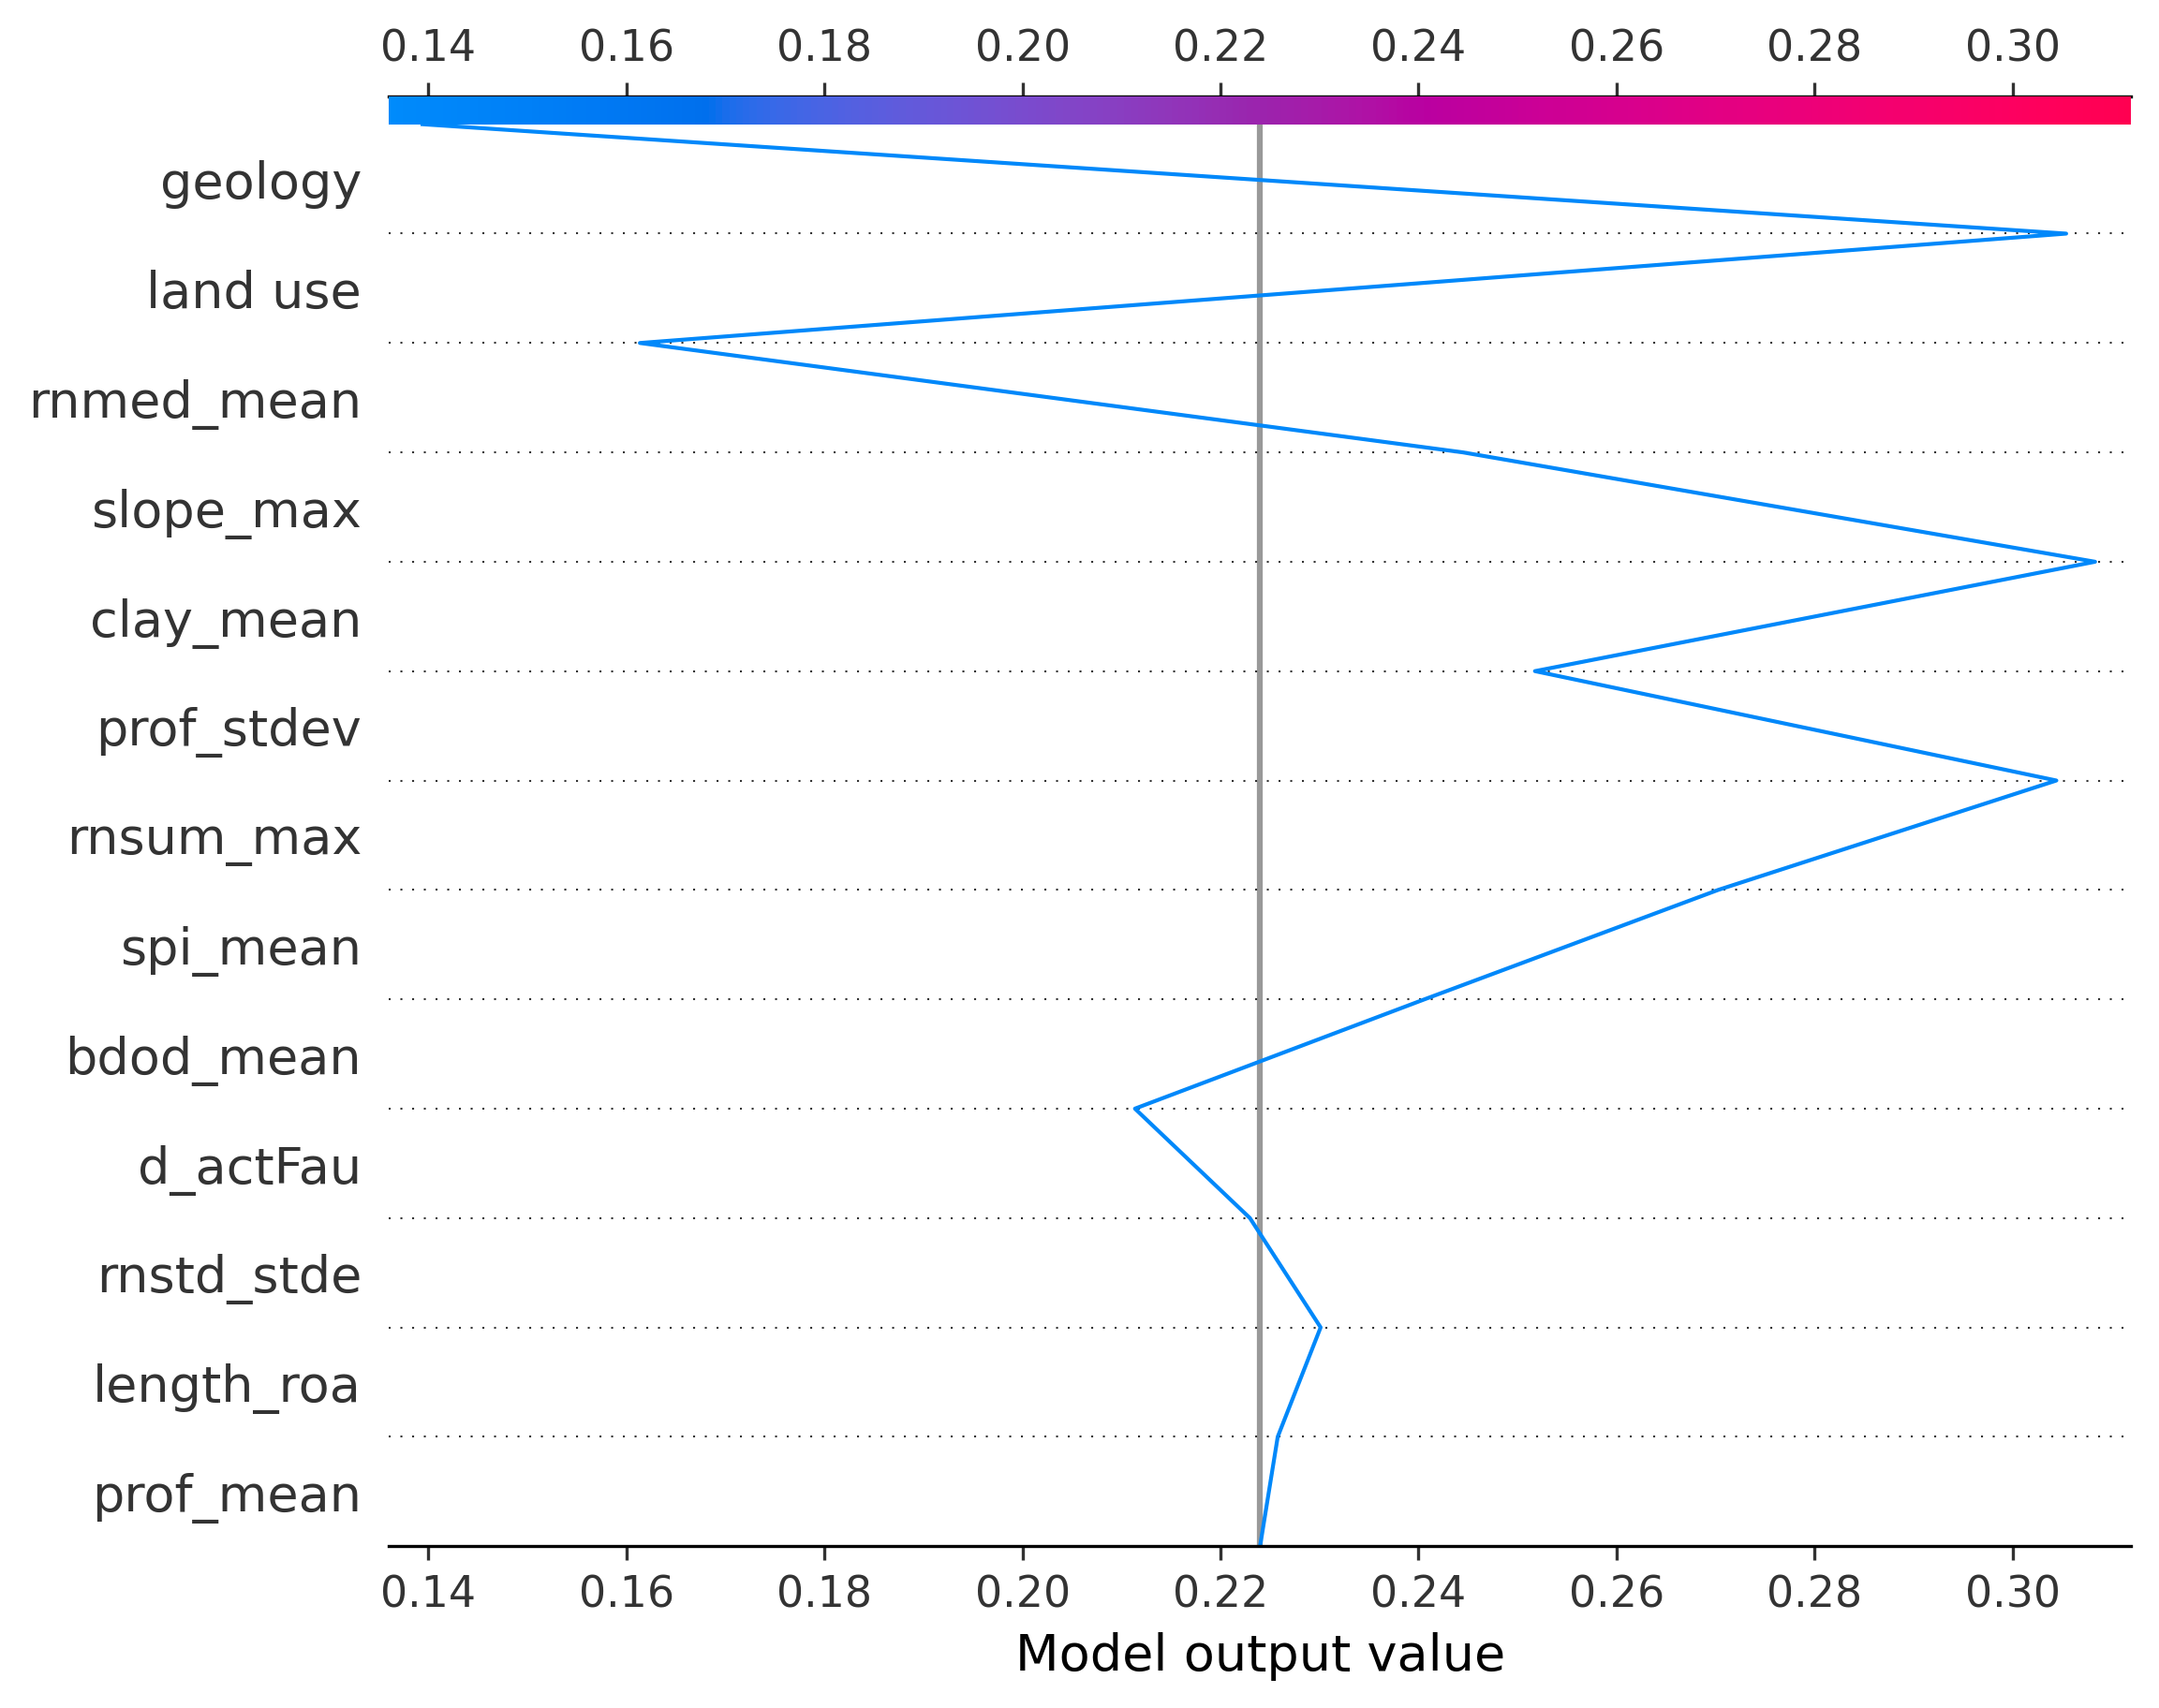 0.14 0.16 0.18 0.20 0.22 0.24 0.26 0.28 0.30
geology
land use
rnmed_mean
slope_max
clay_mean
prof_stdev
rnsum_max
spi_mean
bdod_mean
d_actFau
rnstd_stde
length_roa
prof_mean
0.14 0.16 0.18 0.20 0.22 0.24 0.26 0.28 0.30
Model output value